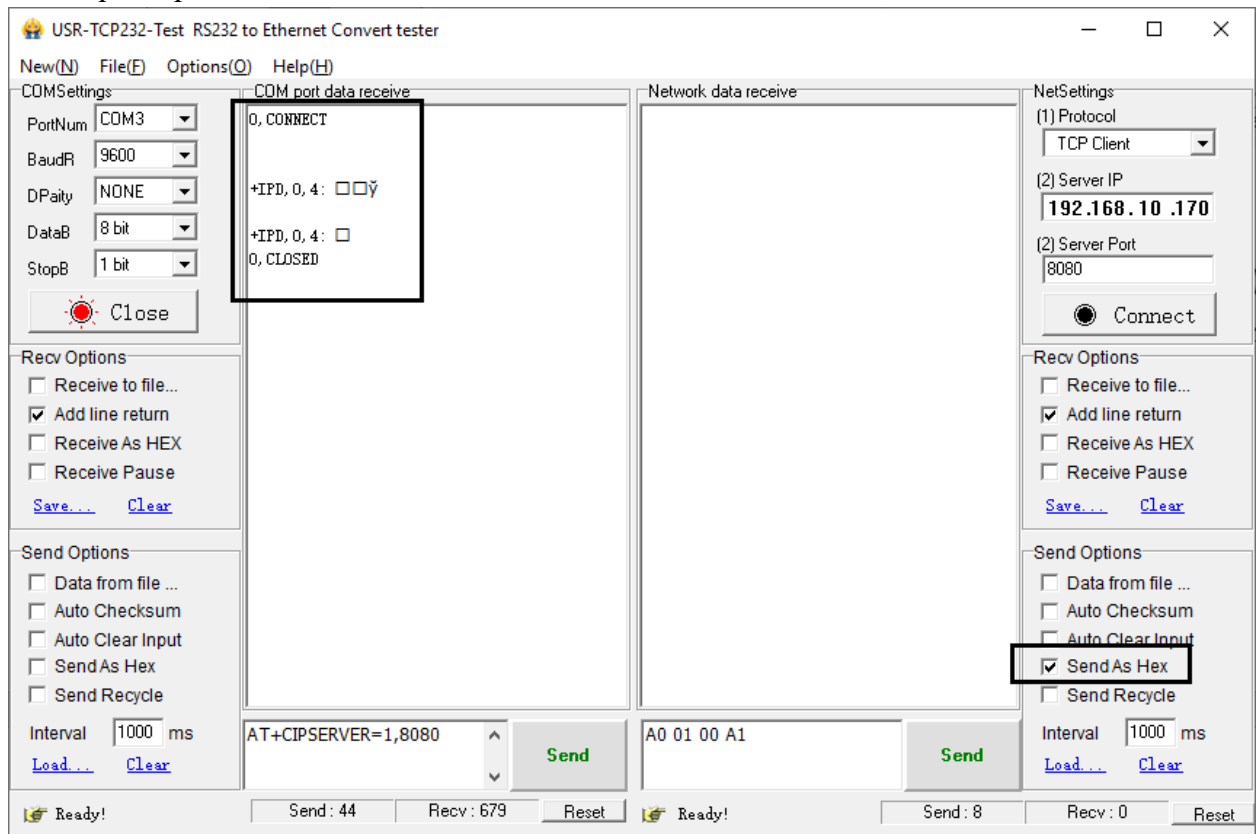 USR-TCP232-Test RS232 to Ethernet Convert tester
New(N) File(F) Options(O) Help(H)
COMSettings
PortNum COM3
BaudR 9600
DPaity NONE
DataB 8 bit
StopB 1 bit
Close
Recv Options
Receive to file...
Add line return
Receive As HEX
Receive Pause
Save... Clear
Send Options
Data from file ...
Auto Checksum
Auto Clear Input
Send As Hex
Send Recycle
Interval 1000 ms
Load... Clear
COM port data receive
0, CONNECT
+IPD, 0, 4: □□ў
+IPD, 0, 4: □
0, CLOSED
AT+CIPSERVER=1,8080
Send
Network data receive
A0 01 00 A1
Send
NetSettings
(1) Protocol
TCP Client
(2) Server IP
192.168.10.170
(2) Server Port
8080
Connect
Recv Options
Receive to file...
Add line return
Receive As HEX
Receive Pause
Save... Clear
Send Options
Data from file ...
Auto Checksum
Auto Clear Input
Send As Hex
Send Recycle
Interval 1000 ms
Load... Clear
Ready! Send : 44 Recv : 679 Reset
Ready! Send : 8 Recv : 0 Reset